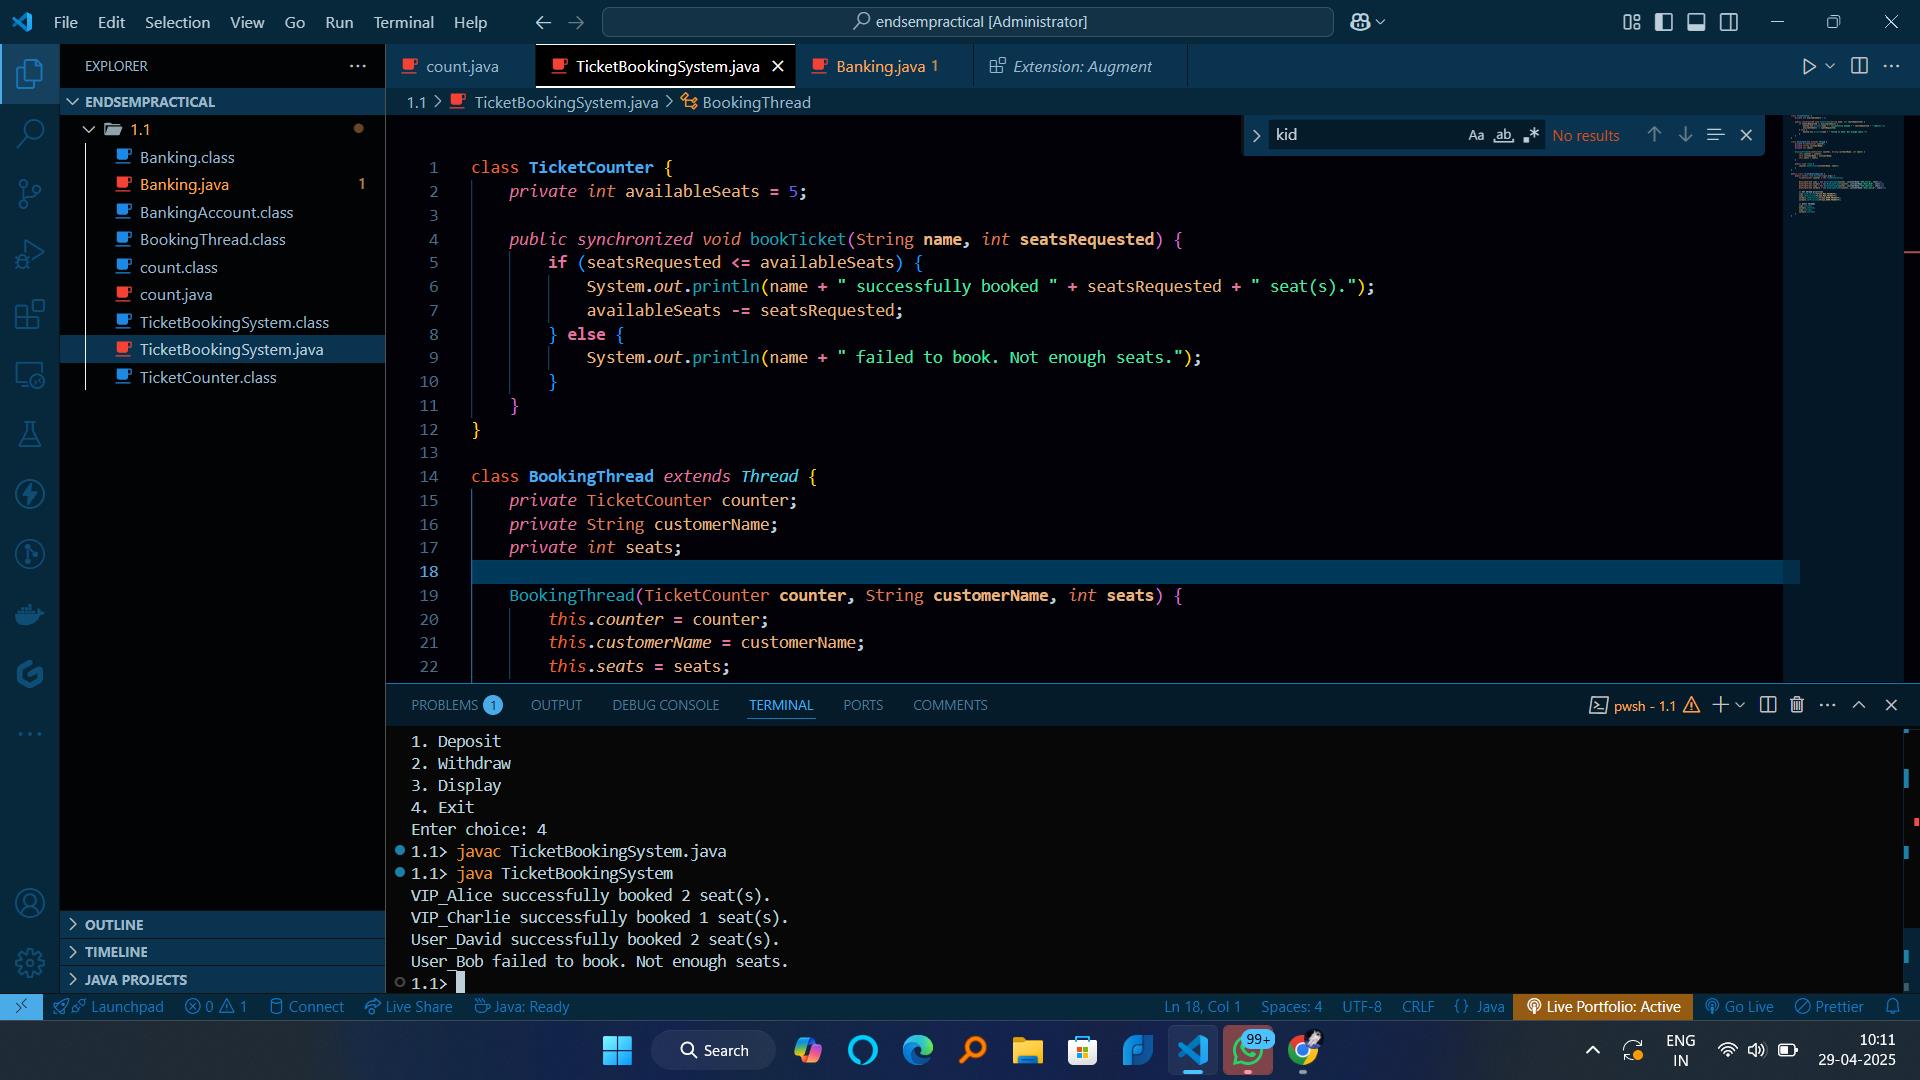 File Edit Selection View Go Run Terminal Help
endsempractical [Administrator]
EXPLORER
ENDSEMPRACTICAL
1.1
Banking.class
Banking.java 1
BankingAccount.class
BookingThread.class
count.class
count.java
TicketBookingSystem.class
TicketBookingSystem.java
TicketCounter.class
OUTLINE
TIMELINE
JAVA PROJECTS
count.java TicketBookingSystem.java Banking.java 1 Extension: Augment
1.1 > TicketBookingSystem.java > BookingThread
kid Aa ab No results
1 class TicketCounter {
2 private int availableSeats = 5;
3
4 public synchronized void bookTicket(String name, int seatsRequested) {
5 if (seatsRequested <= availableSeats) {
6 System.out.println(name + " successfully booked " + seatsRequested + " seat(s).");
7 availableSeats -= seatsRequested;
8 } else {
9 System.out.println(name + " failed to book. Not enough seats.");
10 }
11 }
12 }
13
14 class BookingThread extends Thread {
15 private TicketCounter counter;
16 private String customerName;
17 private int seats;
18
19 BookingThread(TicketCounter counter, String customerName, int seats) {
20 this.counter = counter;
21 this.customerName = customerName;
22 this.seats = seats;
PROBLEMS 1 OUTPUT DEBUG CONSOLE TERMINAL PORTS COMMENTS
pwsh - 1.1
1. Deposit
2. Withdraw
3. Display
4. Exit
Enter choice: 4
1.1> javac TicketBookingSystem.java
1.1> java TicketBookingSystem
VIP_Alice successfully booked 2 seat(s).
VIP_Charlie successfully booked 1 seat(s).
User_David successfully booked 2 seat(s).
User_Bob failed to book. Not enough seats.
1.1>
Launchpad 0 1 Connect Live Share Java: Ready
Ln 18, Col 1 Spaces: 4 UTF-8 CRLF {} Java Live Portfolio: Active Go Live Prettier
Search
99+
ENG
IN
10:11
29-04-2025